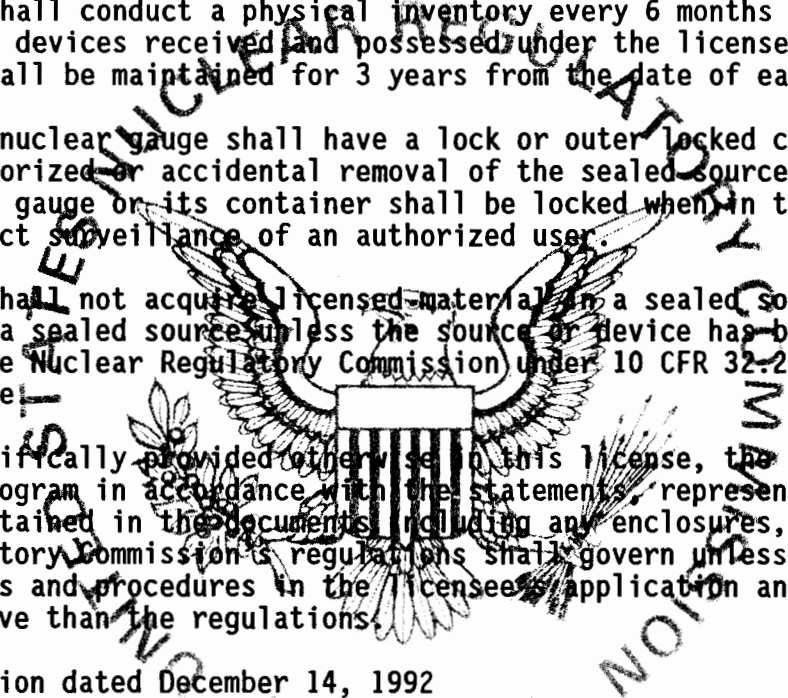 hall conduct a physical inventory every 6 months
devices received and possessed under the license
all be maintained for 3 years from the date of ea
nuclear gauge shall have a lock or outer locked c
orized or accidental removal of the sealed source
gauge or its container shall be locked when in t
ct surveillance of an authorized user.
hall not acquire licensed material in a sealed so
a sealed source unless the source or device has b
e Nuclear Regulatory Commission under 10 CFR 32.2
e
ifically provided otherwise in this license, the
ogram in accordance with the statements, represen
tained in the documents including any enclosures,
tory Commission's regulations shall govern unless
s and procedures in the licensee's application an
ve than the regulations.
ion dated December 14, 1992
UNITED STATES NUCLEAR REGULATORY COMMISSION